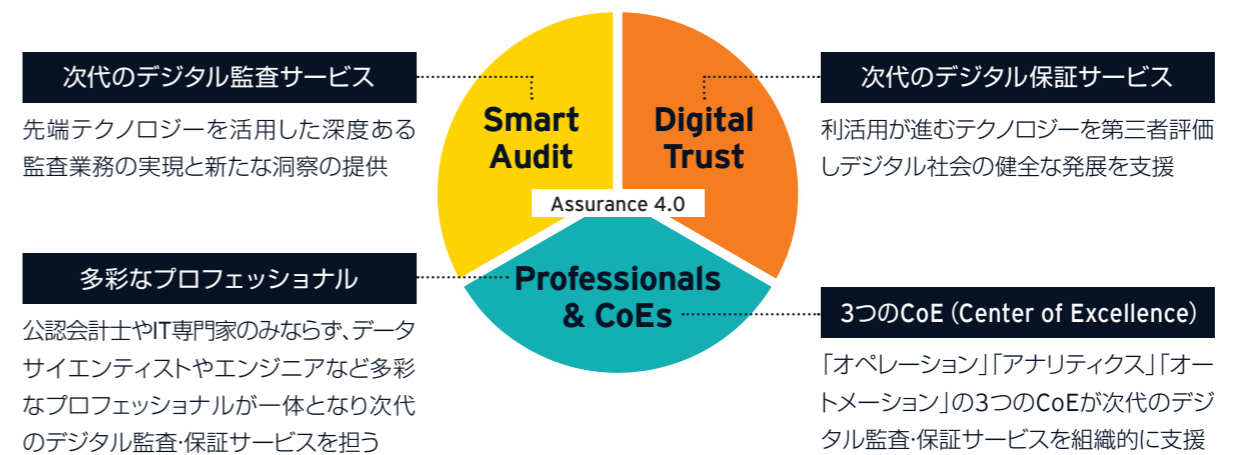 次代のデジタル監査サービス
先端テクノロジーを活用した深度ある
監査業務の実現と新たな洞察の提供
Smart
Audit
Digital
Trust
次代のデジタル保証サービス
利活用が進むテクノロジーを第三者評価
しデジタル社会の健全な発展を支援
Assurance 4.0
多彩なプロフェッショナル
公認会計士やIT専門家のみならず、データ
サイエンティストやエンジニアなど多彩
なプロフェッショナルが一体となり次代
のデジタル監査・保証サービスを担う
Professionals
& CoEs
3つのCoE（Center of Excellence）
「オペレーション」「アナリティクス」「オー
トメーション」の3つのCoEが次代のデジ
タル監査・保証サービスを組織的に支援